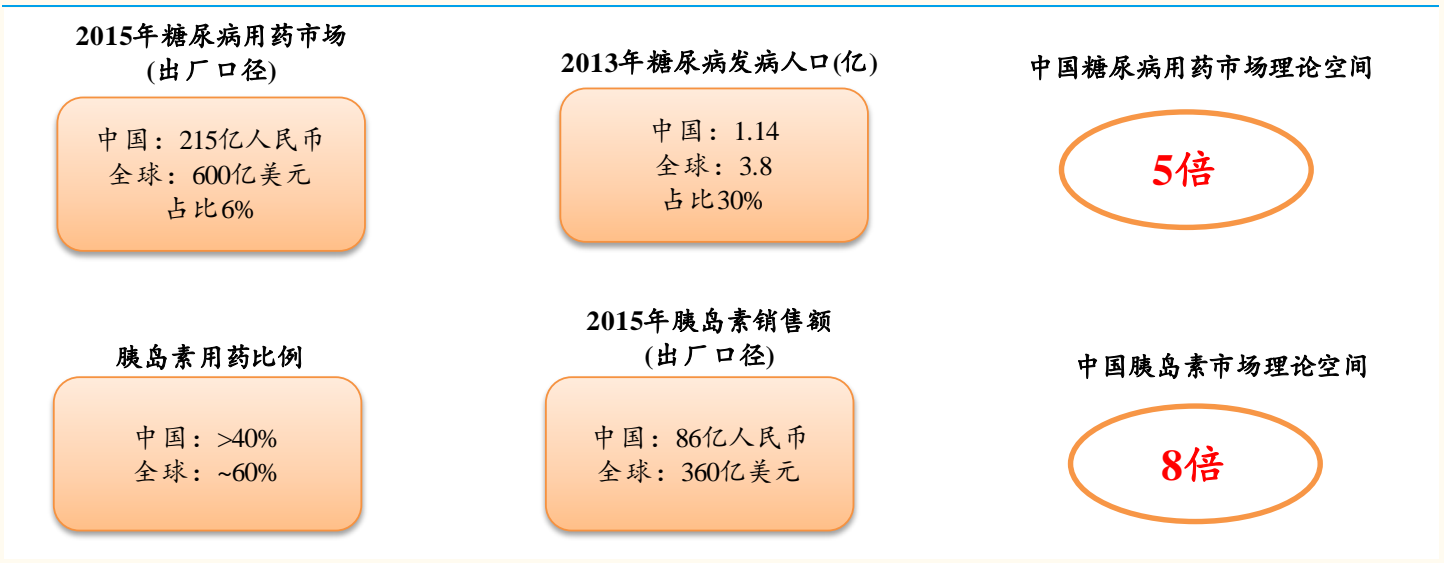 2015年糖尿病用药市场
(出厂口径)
中国：215亿人民币
全球：600亿美元
占比6%
2013年糖尿病发病人口(亿)
中国：1.14
全球：3.8
占比30%
中国糖尿病用药市场理论空间
5倍
胰岛素用药比例
中国：>40%
全球：~60%
2015年胰岛素销售额
(出厂口径)
中国：86亿人民币
全球：360亿美元
中国胰岛素市场理论空间
8倍